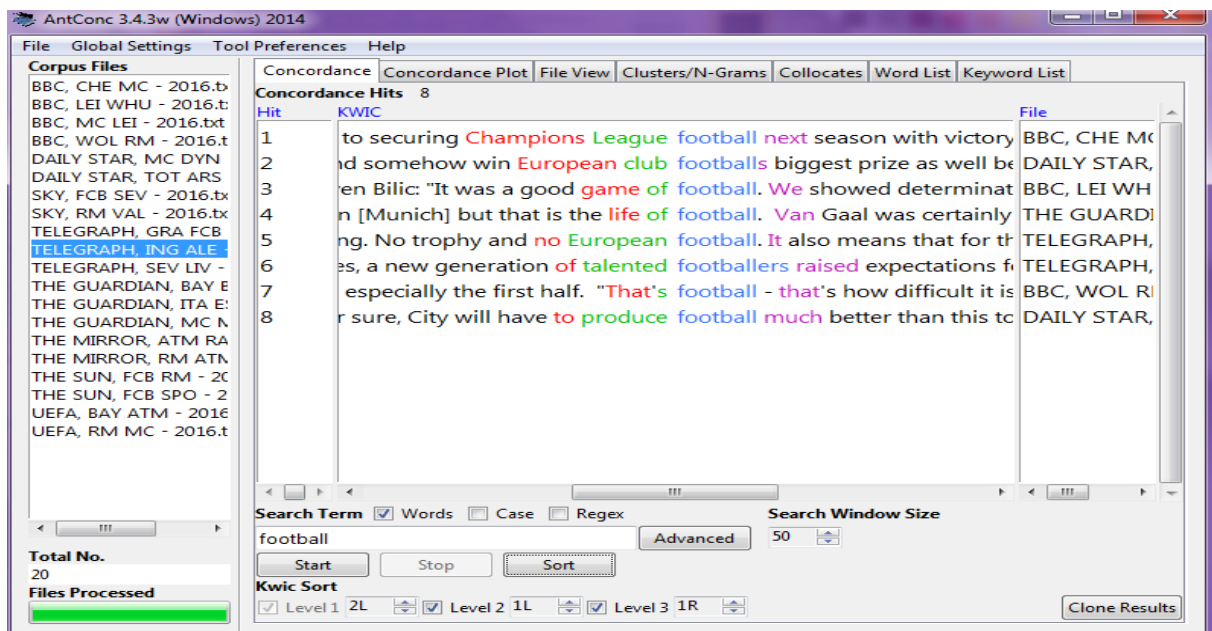 AntConc 3.4.3w (Windows) 2014
File Global Settings Tool Preferences Help
Corpus Files
BBC, CHE MC - 2016.t
BBC, LEI WHU - 2016.t
BBC, MC LEI - 2016.txt
BBC, WOL RM - 2016.t
DAILY STAR, MC DYN
DAILY STAR, TOT ARS
SKY, FCB SEV - 2016.tx
SKY, RM VAL - 2016.tx
TELEGRAPH, GRA FCB
TELEGRAPH, ING ALE -
TELEGRAPH, SEV LIV -
THE GUARDIAN, BAY
THE GUARDIAN, ITA
THE GUARDIAN, MC
THE MIRROR, ATM RA
THE MIRROR, RM
THE SUN, FCB RM - 20
THE SUN, FCB SPO - 2
UEFA, BAY ATM - 2016
UEFA, RM MC - 2016.t
Total No.
20
Files Processed
Concordance Concordance Plot File View Clusters/N-Grams Collocates Word List Keyword List
Concordance Hits 8
Hit KWIC File
1 to securing Champions League football next season with victory BBC, CHE
2 nd somehow win European club footballs biggest prize as well be DAILY STAR,
3 ren Bilic: "It was a good game of football. We showed determinat BBC, LEI WH
4 n [Munich] but that is the life of football. Van Gaal was certainly THE GUARDI
5 ng. No trophy and no European football. It also means that for th TELEGRAPH,
6 es, a new generation of talented footballers raised expectations f TELEGRAPH,
7 especially the first half. "That's football - that's how difficult it is BBC, WOL R
8 r sure, City will have to produce football much better than this to DAILY STAR,
Search Term Words Case Regex Search Window Size
football Advanced 50
Start Stop Sort
Kwic Sort
Level 1 2L Level 2 1L Level 3 1R Clone Results